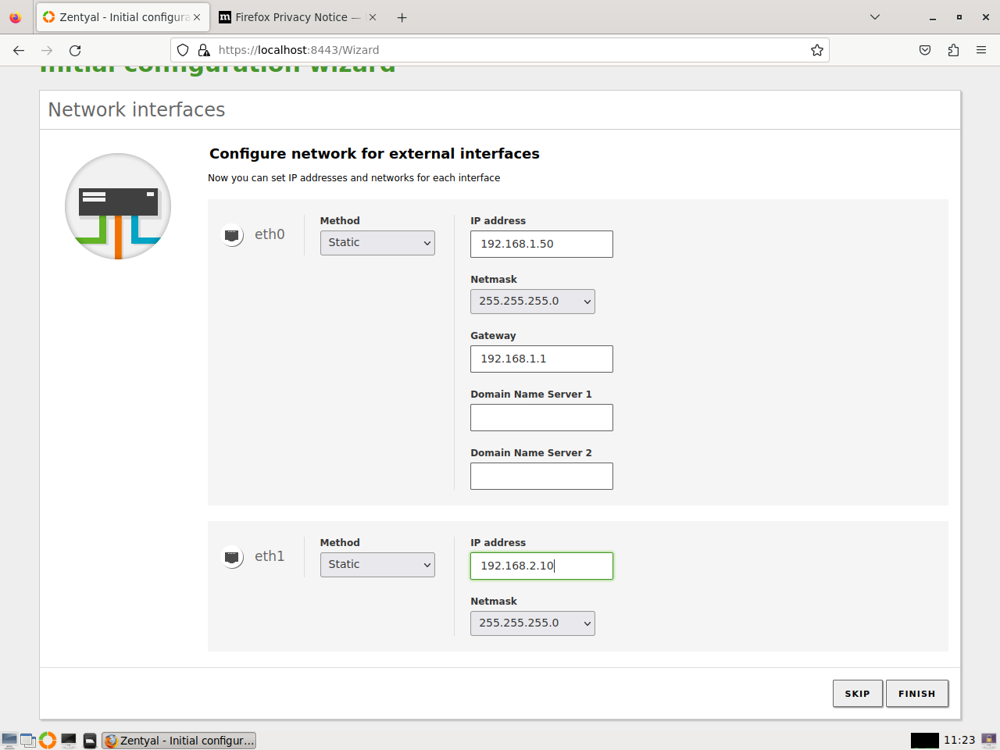 Zentyal - Initial configura
Firefox Privacy Notice —
https://localhost:8443/Wizard
Initial configuration wizard
Network interfaces
Configure network for external interfaces
Now you can set IP addresses and networks for each interface
eth0
Method
Static
IP address
192.168.1.50
Netmask
255.255.255.0
Gateway
192.168.1.1
Domain Name Server 1
Domain Name Server 2
eth1
Method
Static
IP address
192.168.2.10
Netmask
255.255.255.0
SKIP
FINISH
Zentyal - Initial configur...
11:23